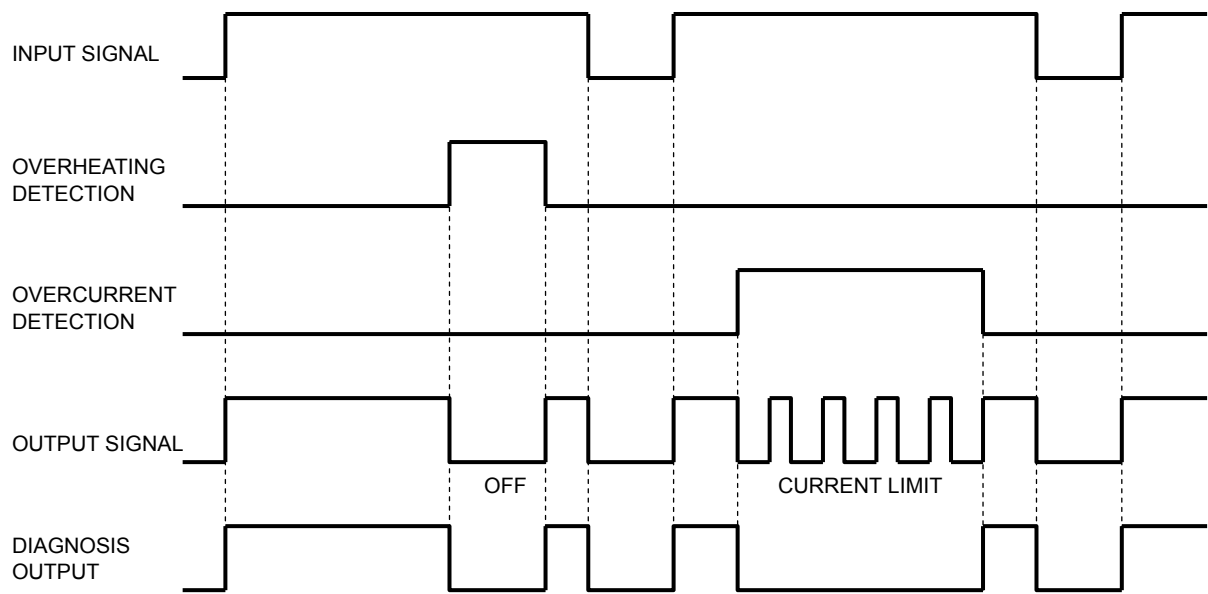 INPUT SIGNAL
OVERHEATING
DETECTION
OVERCURRENT
DETECTION
OUTPUT SIGNAL
OFF
CURRENT LIMIT
DIAGNOSIS
OUTPUT